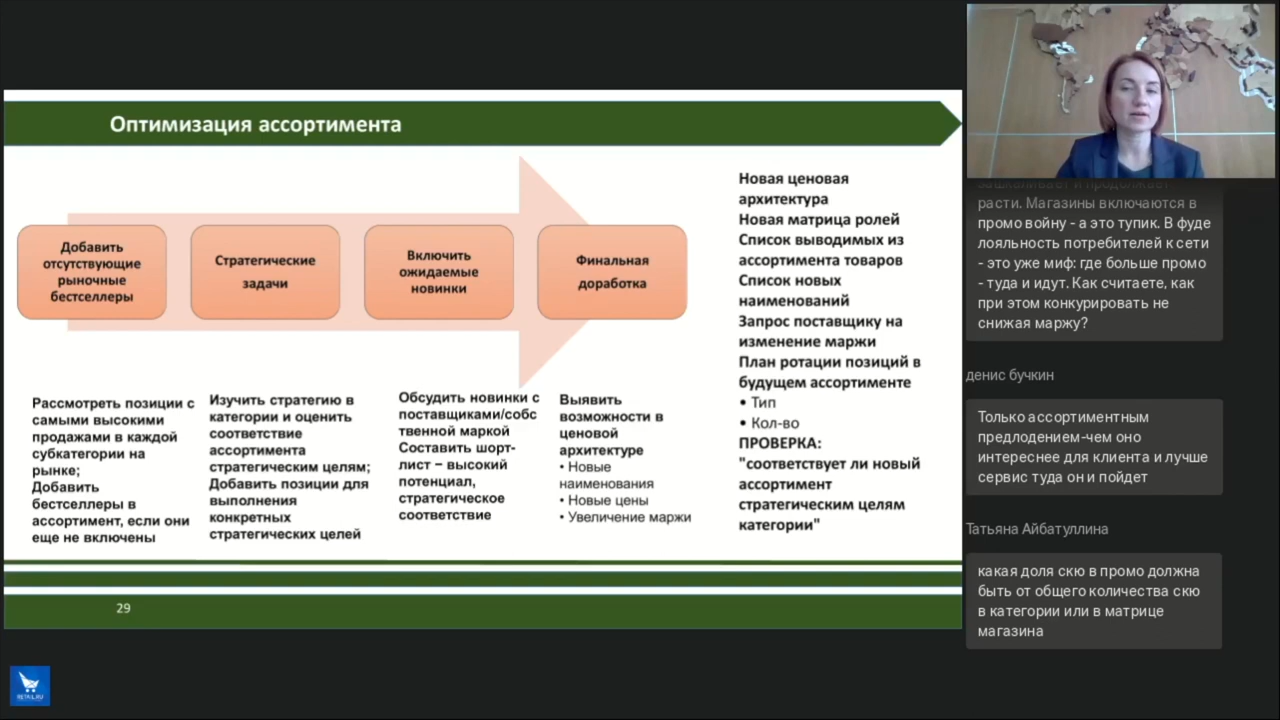 Оптимизация ассортимента
Добавить
отсутствующие
рыночные
бестселлеры
Стратегические
задачи
Включить
ожидаемые
новинки
Финальная
доработка
Рассмотреть позиции с
самыми высокими
продажами в каждой
субкатегории на
рынке;
Добавить
бестселлеры в
ассортимент, если они
еще не включены
Изучить стратегию в
категории и оценить
соответствие
ассортимента
стратегическим целям;
Добавить позиции для
выполнения
конкретных
стратегических целей
Обсудить новинки с
поставщиками/собс
твенной маркой
Составить шорт-
лист – высокий
потенциал,
стратегическое
соответствие
Выявить
возможности в
ценовой
архитектуре
• Новые
наименования
• Новые цены
• Увеличение маржи
Новая ценовая
архитектура
Новая матрица ролей
Список выводимых из
ассортимента товаров
Список новых
наименований
Запрос поставщику на
изменение маржи
План ротации позиций в
будущем ассортименте
• Тип
• Кол-во
ПРОВЕРКА:
"соответствует ли новый
ассортимент
стратегическим целям
категории"
29
RETAIL.RU
зашкаливает и продолжает
расти. Магазины включаются в
промо войну - а это тупик. В фуде
лояльность потребителей к сети
- это уже миф: где больше промо
- туда и идут. Как считаете, как
при этом конкурировать не
снижая маржу?
денис бучкин
Только ассортиментным
предлодением-чем оно
интереснее для клиента и лучше
сервис туда он и пойдет
Татьяна Айбатуллина
какая доля скю в промо должна
быть от общего количества скю
в категории или в матрице
магазина